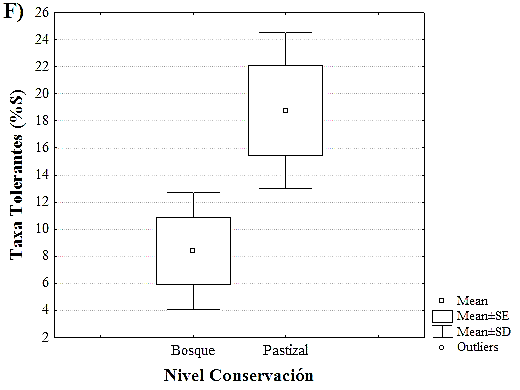 F)
26
24
22
20
18
16
14
12
10
8
6
4
2
Taxa Tolerantes (%S)
Bosque Pastizal
Nivel Conservación
Mean
Mean±SE
Mean±SD
Outliers